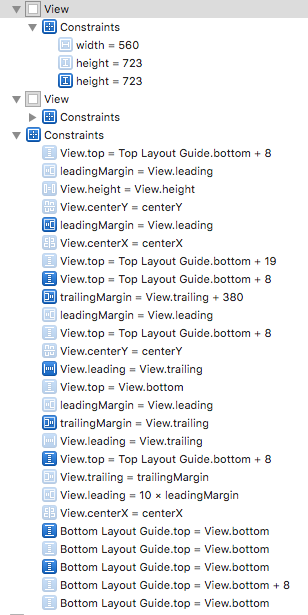 View
Constraints
width = 560
height = 723
height = 723
View
Constraints
Constraints
View.top = Top Layout Guide.bottom + 8
leadingMargin = View.leading
View.height = View.height
View.centerY = centerY
leadingMargin = View.leading
View.centerX = centerX
View.top = Top Layout Guide.bottom + 19
View.top = Top Layout Guide.bottom + 8
trailingMargin = View.trailing + 380
leadingMargin = View.leading
View.top = Top Layout Guide.bottom + 8
View.centerY = centerY
View.leading = View.trailing
View.top = View.bottom
leadingMargin = View.leading
trailingMargin = View.trailing
View.leading = View.trailing
View.top = Top Layout Guide.bottom + 8
View.trailing = trailingMargin
View.leading = 10 × leadingMargin
View.centerX = centerX
Bottom Layout Guide.top = View.bottom
Bottom Layout Guide.top = View.bottom
Bottom Layout Guide.top = View.bottom
Bottom Layout Guide.top = View.bottom + 8
Bottom Layout Guide.top = View.bottom